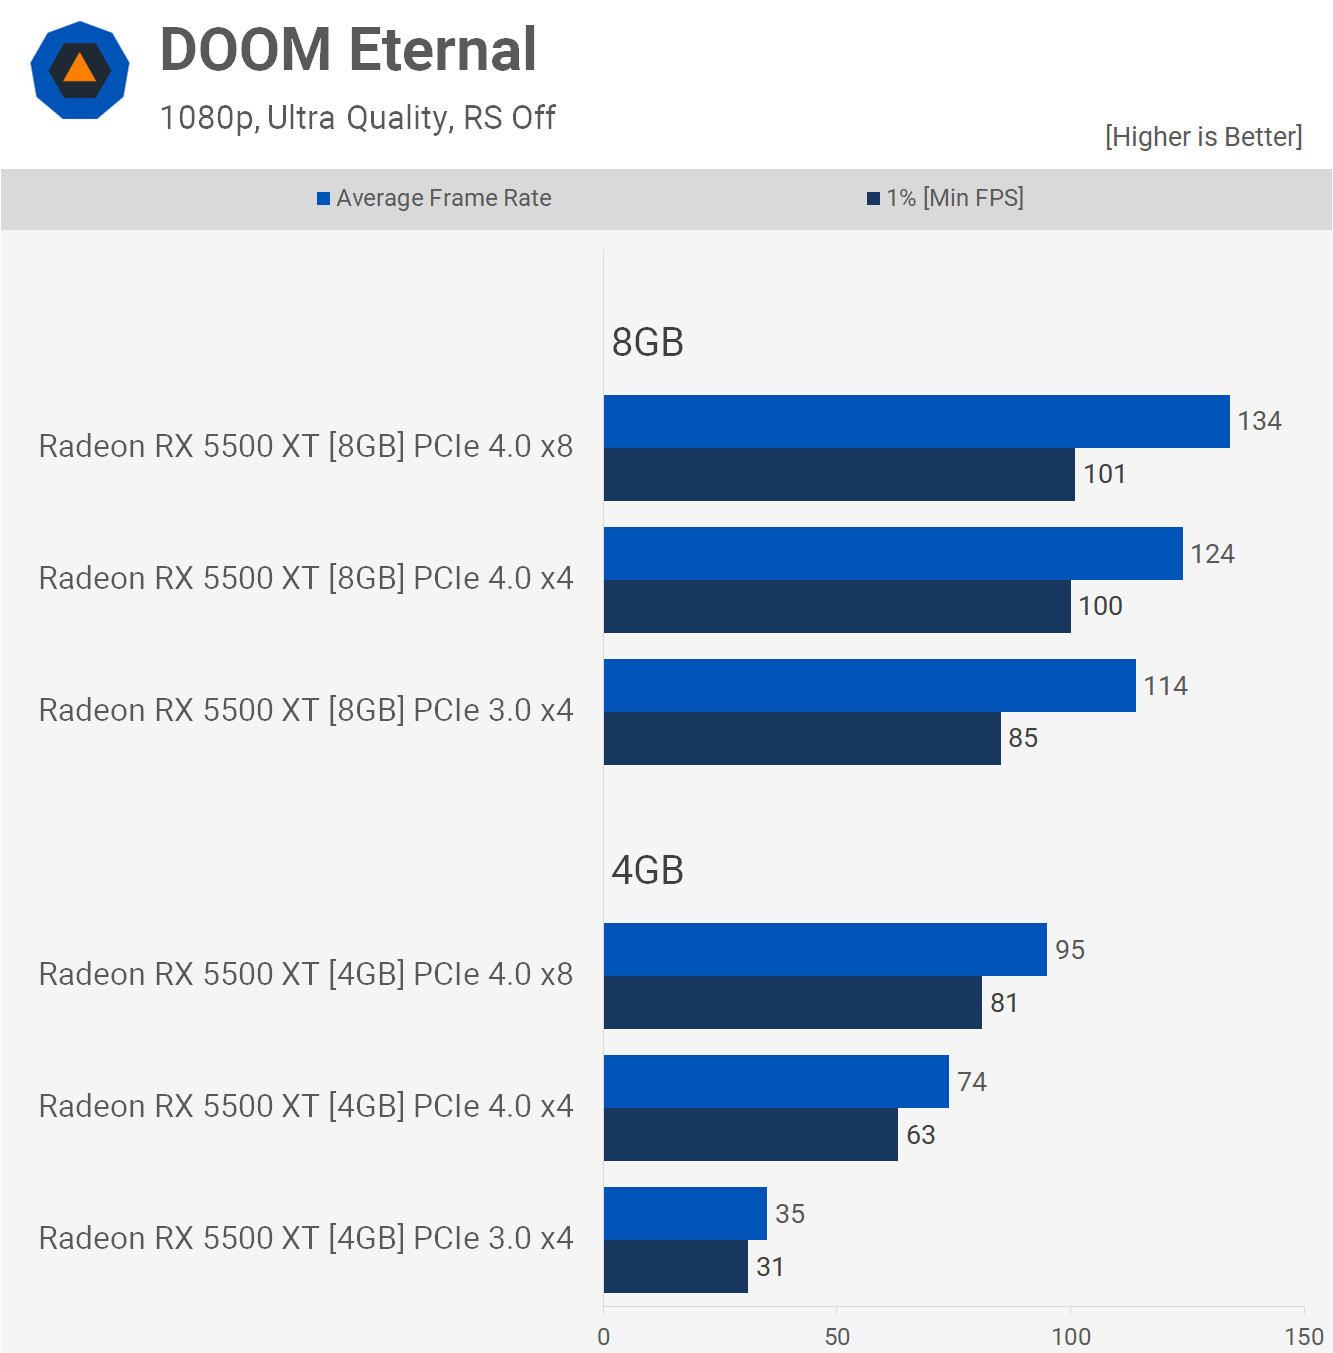 DOOM Eternal
1080p, Ultra Quality, RS Off
[Higher is Better]
Average Frame Rate
1% [Min FPS]
8GB
Radeon RX 5500 XT [8GB] PCIe 4.0 x8
134
101
Radeon RX 5500 XT [8GB] PCIe 4.0 x4
124
100
Radeon RX 5500 XT [8GB] PCIe 3.0 x4
114
85
4GB
Radeon RX 5500 XT [4GB] PCIe 4.0 x8
95
81
Radeon RX 5500 XT [4GB] PCIe 4.0 x4
74
63
Radeon RX 5500 XT [4GB] PCIe 3.0 x4
35
31
0 50 100 150